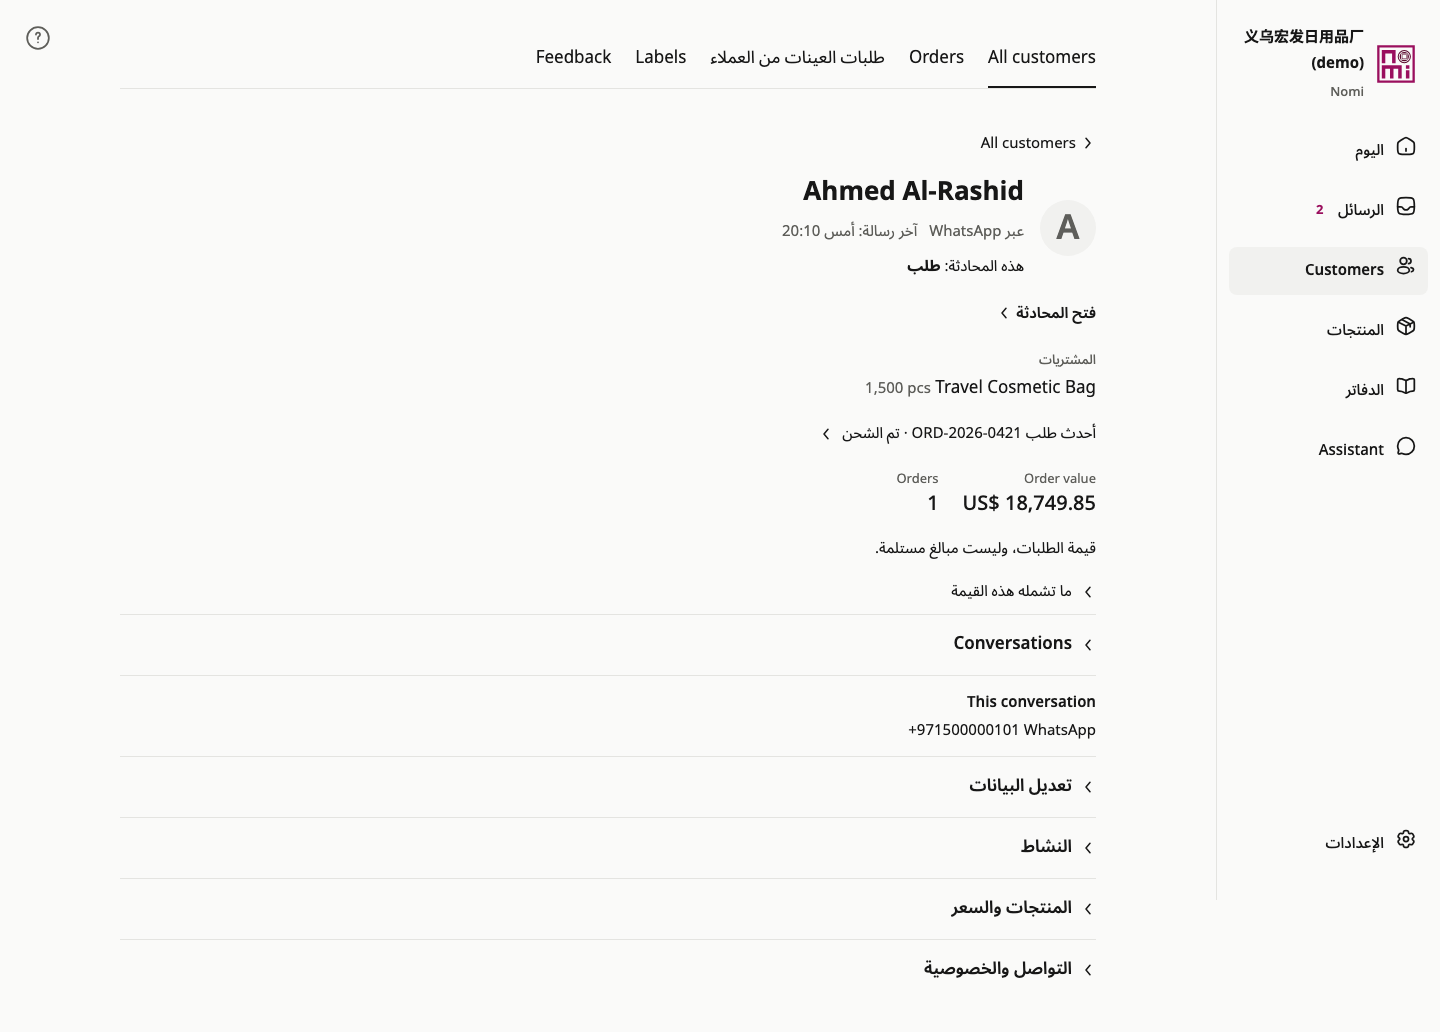 义乌宏发日用品厂
(demo)
Nomi
اليوم
الرسائل 2
Customers
المنتجات
الدفاتر
Assistant
الإعدادات
All customers Orders طلبات العينات من العملاء Labels Feedback
All customers
Ahmed Al-Rashid
A
عبر WhatsApp آخر رسالة: أمس 20:10
هذه المحادثة: طلب
فتح المحادثة
المشتريات
Travel Cosmetic Bag 1,500 pcs
أحدث طلب ORD-2026-0421 · تم الشحن
Order value Orders
US$ 18,749.85 1
قيمة الطلبات، وليست مبالغ مستلمة.
ما تشمله هذه القيمة
Conversations
This conversation
+971500000101 WhatsApp
تعديل البيانات
النشاط
المنتجات والسعر
التواصل والخصوصية